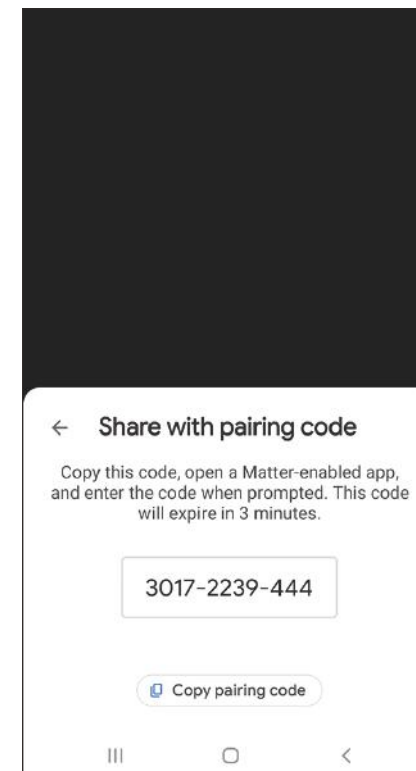 Share with pairing code
Copy this code, open a Matter-enabled app,
and enter the code when prompted. This code
will expire in 3 minutes.
3017-2239-444
Copy pairing code